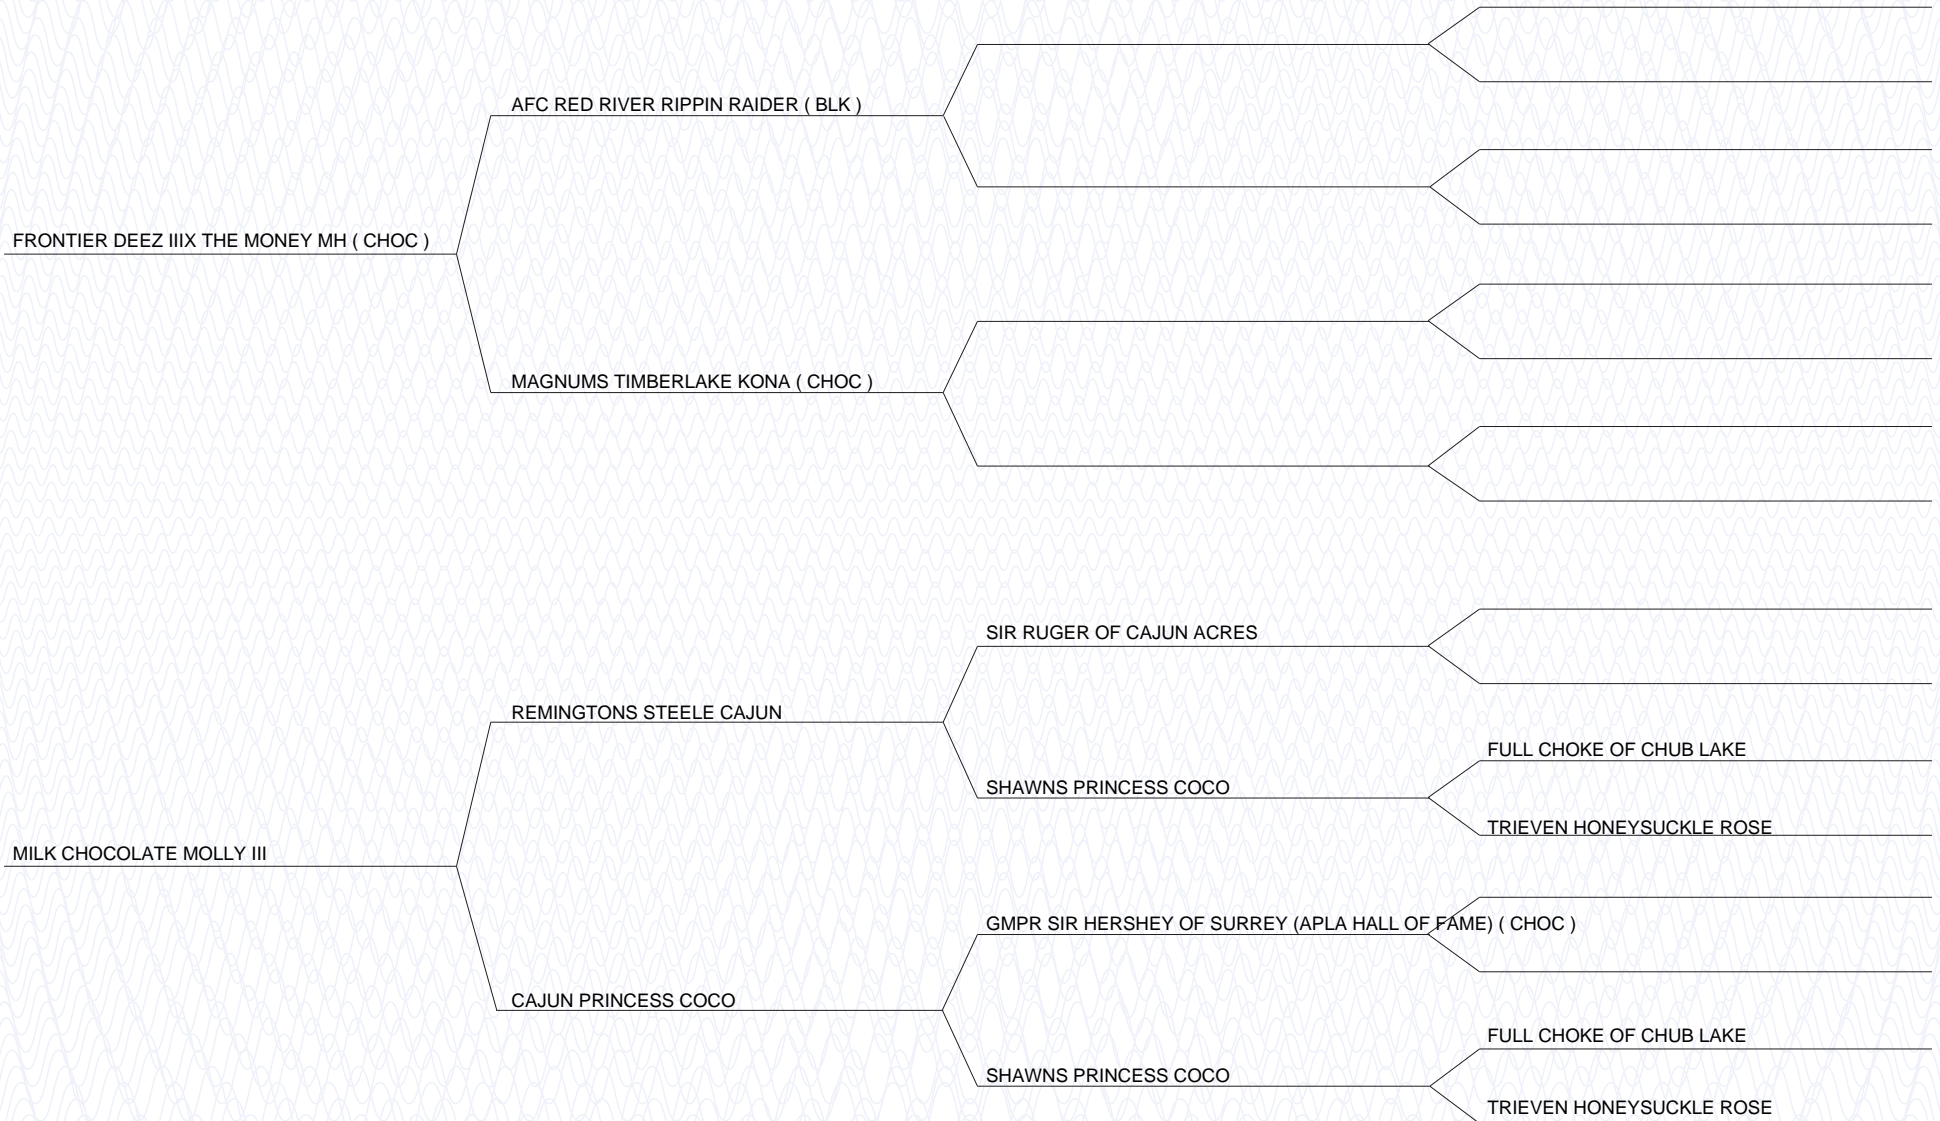 AFC RED RIVER RIPPIN RAIDER ( BLK )
FRONTIER DEEZ IIIX THE MONEY MH ( CHOC )
MAGNUMS TIMBERLAKE KONA ( CHOC )
SIR RUGER OF CAJUN ACRES
REMINGTONS STEELE CAJUN
FULL CHOKE OF CHUB LAKE
SHAWNS PRINCESS COCO
TRIEVEN HONEYSUCKLE ROSE
MILK CHOCOLATE MOLLY III
GMPR SIR HERSHEY OF SURREY (APLA HALL OF FAME) ( CHOC )
CAJUN PRINCESS COCO
FULL CHOKE OF CHUB LAKE
SHAWNS PRINCESS COCO
TRIEVEN HONEYSUCKLE ROSE